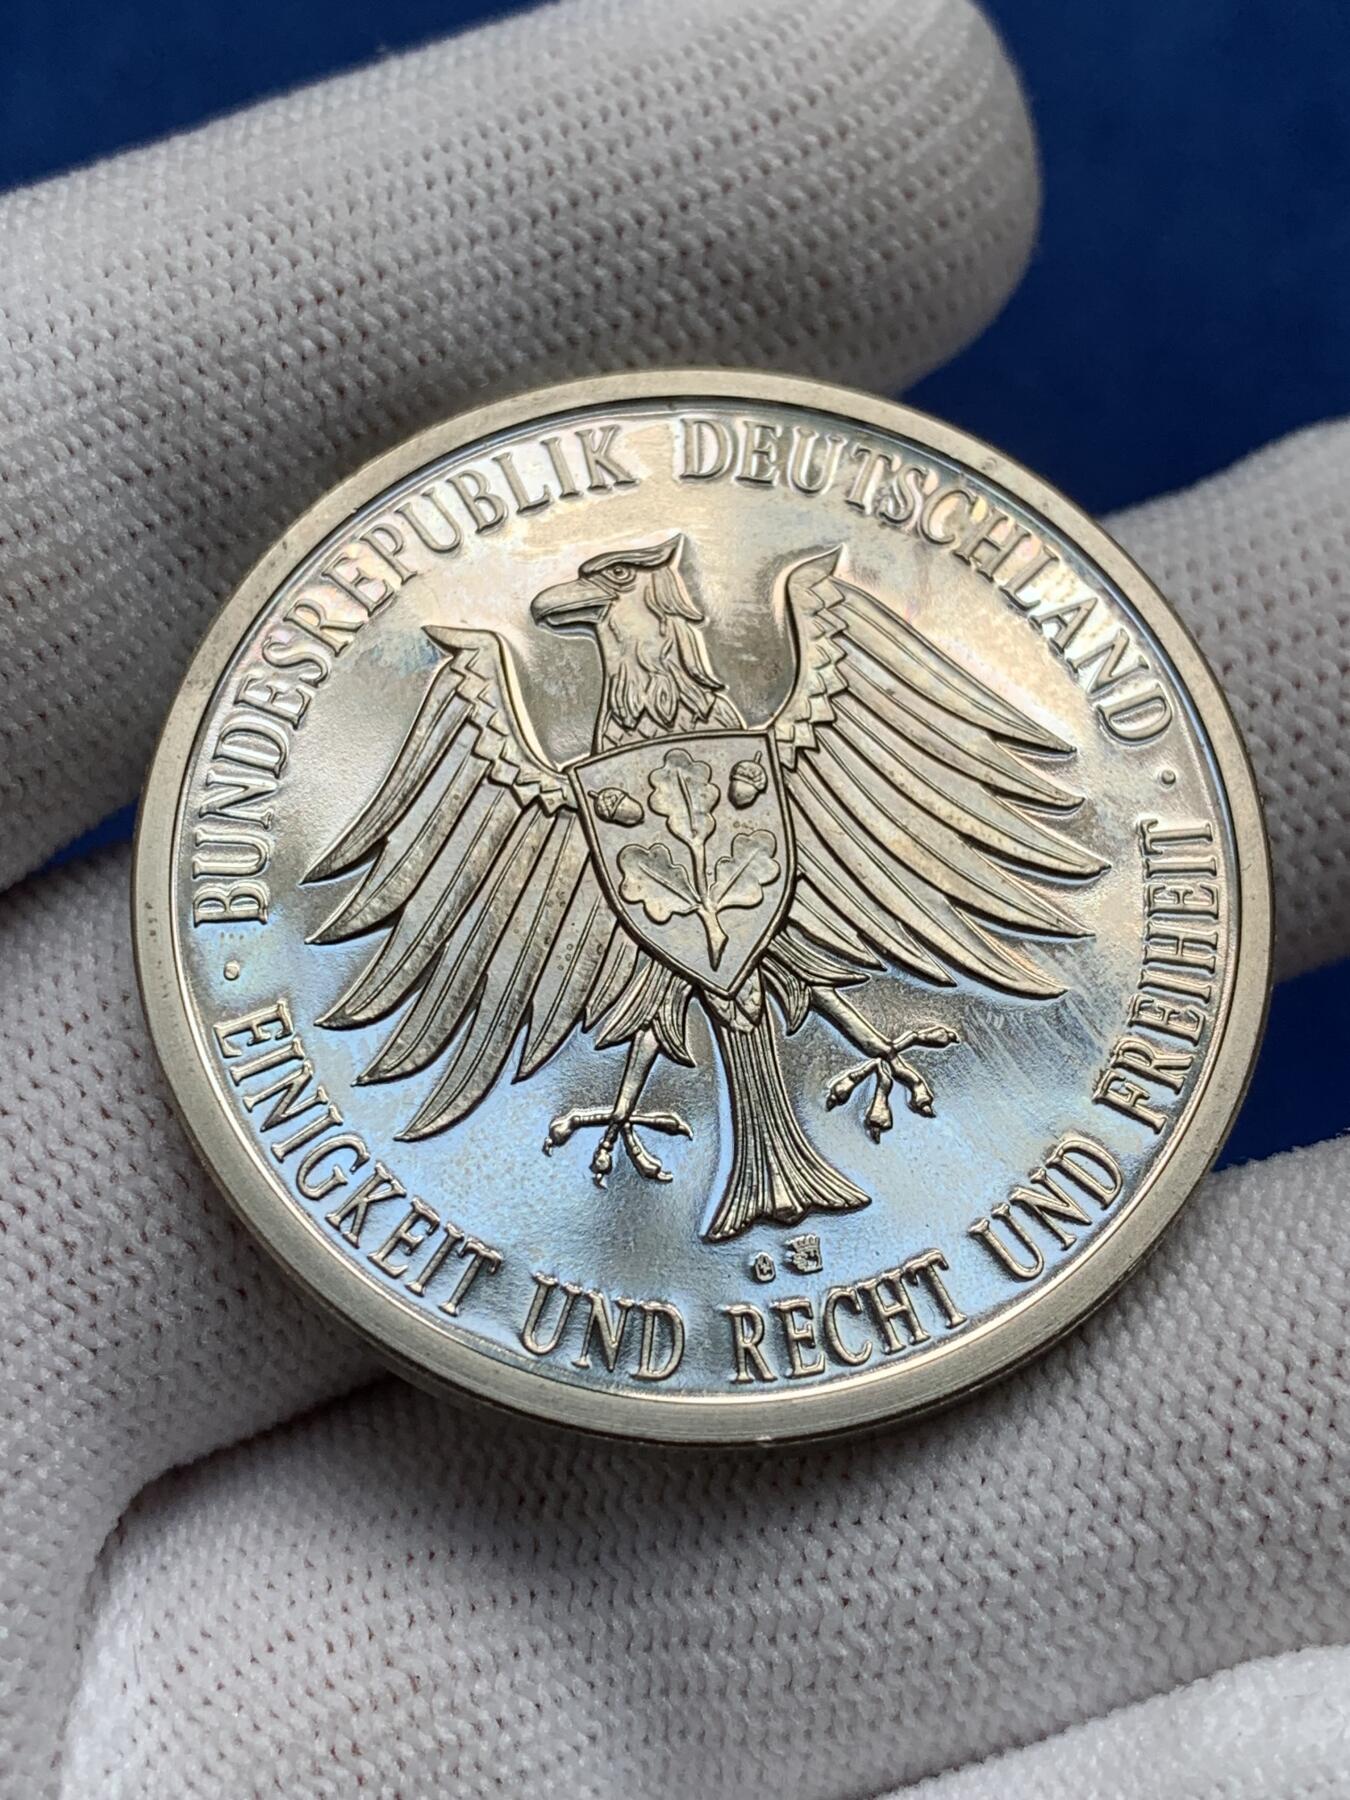 BUNDESREPUBLIK DEUTSCHLAND ·
EINIGKEIT UND RECHT UND FREIHEIT ·